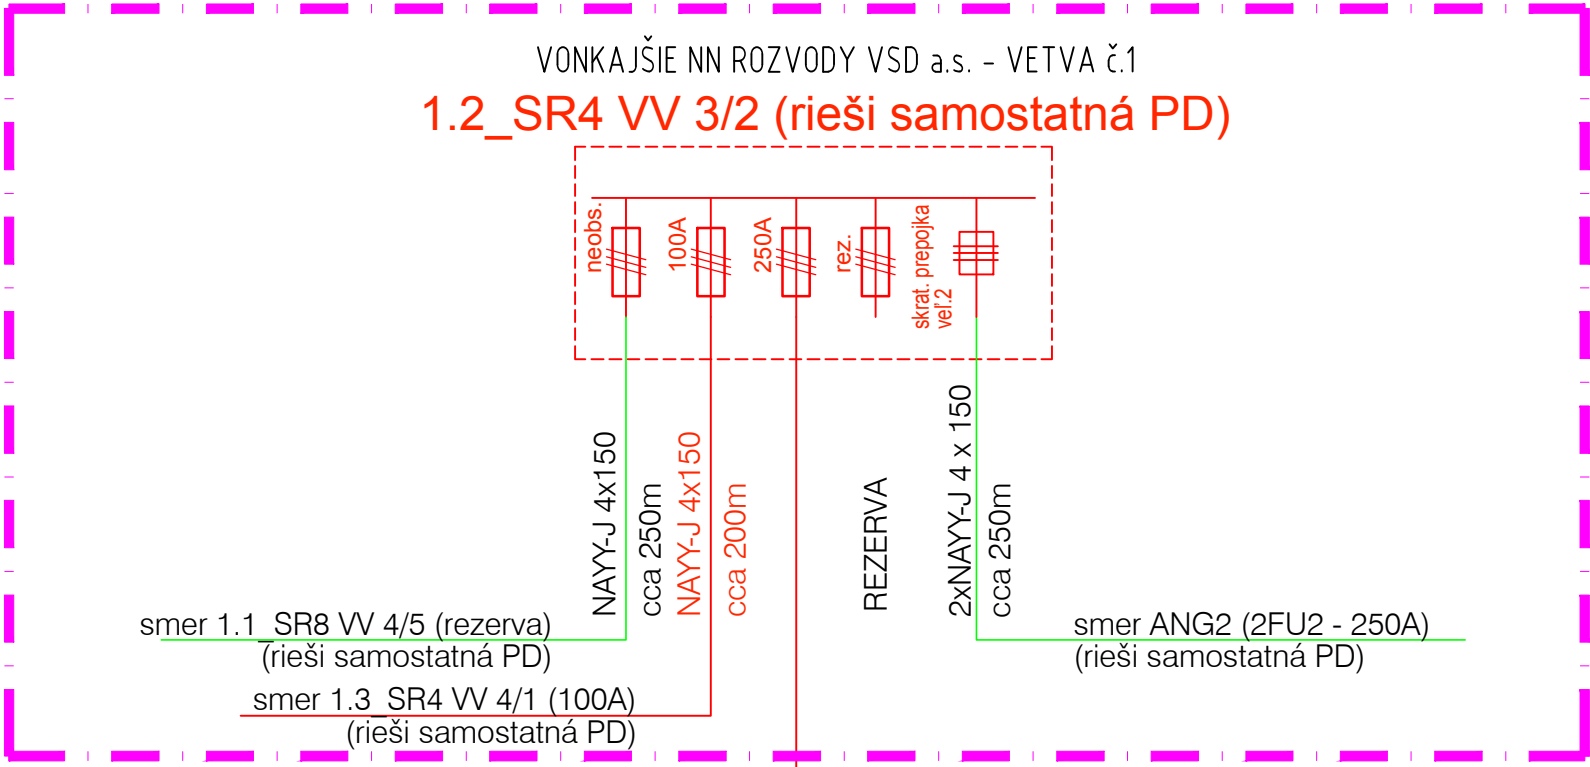 VONKAJŠIE NN ROZVODY VSD a.s. - VETVA č.1
1.2_SR4 VV 3/2 (rieši samostatná PD)
neobs.
100A
250A
rez.
skrat. prepojka
veľ.2
NAYY-J 4x150
cca 250m
NAYY-J 4x150
cca 200m
REZERVA
2xNAYY-J 4 x 150
cca 250m
smer 1.1_SR8 VV 4/5 (rezerva)
(rieši samostatná PD)
smer 1.3_SR4 VV 4/1 (100A)
(rieši samostatná PD)
smer ANG2 (2FU2 - 250A)
(rieši samostatná PD)